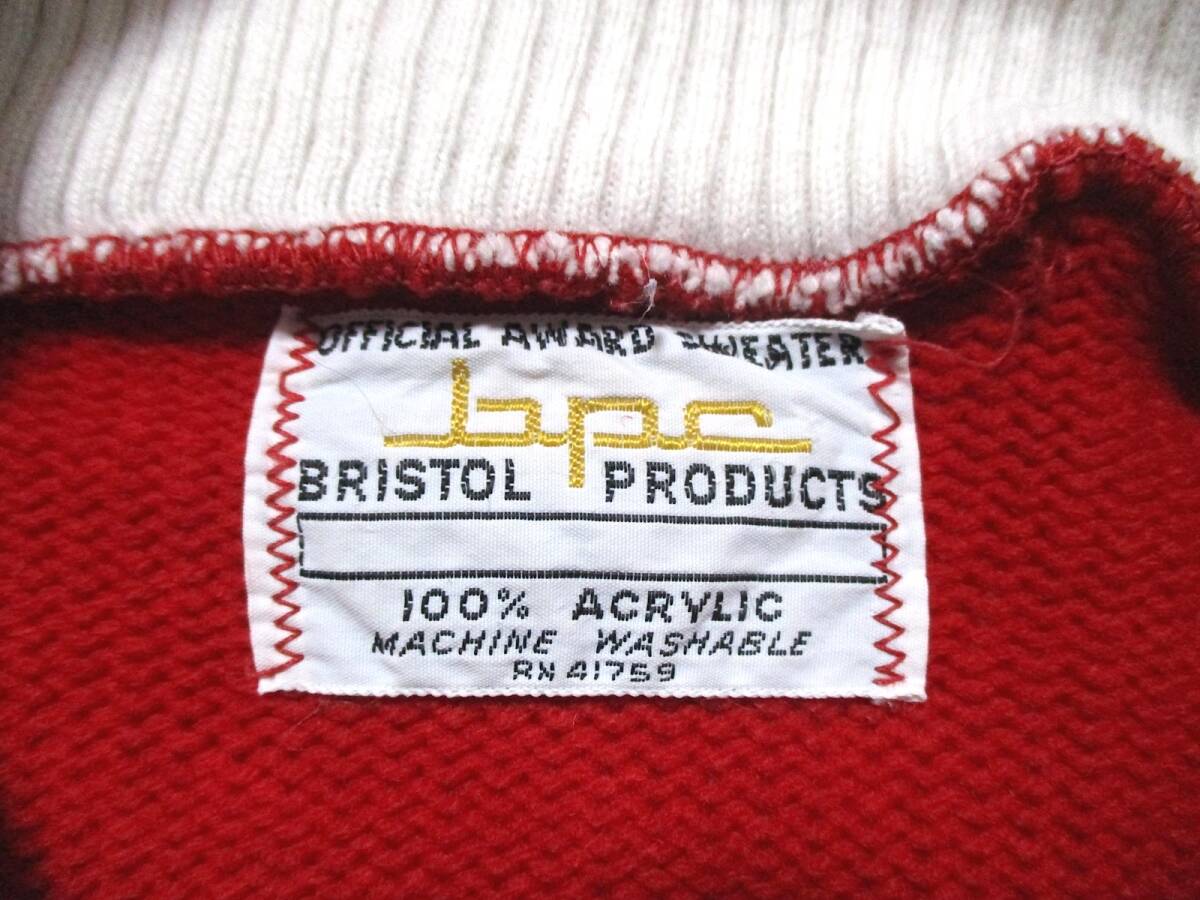 OFFICIAL AWARD SWEATER
bpc
BRISTOL PRODUCTS
100% ACRYLIC
MACHINE WASHABLE
RN 41759